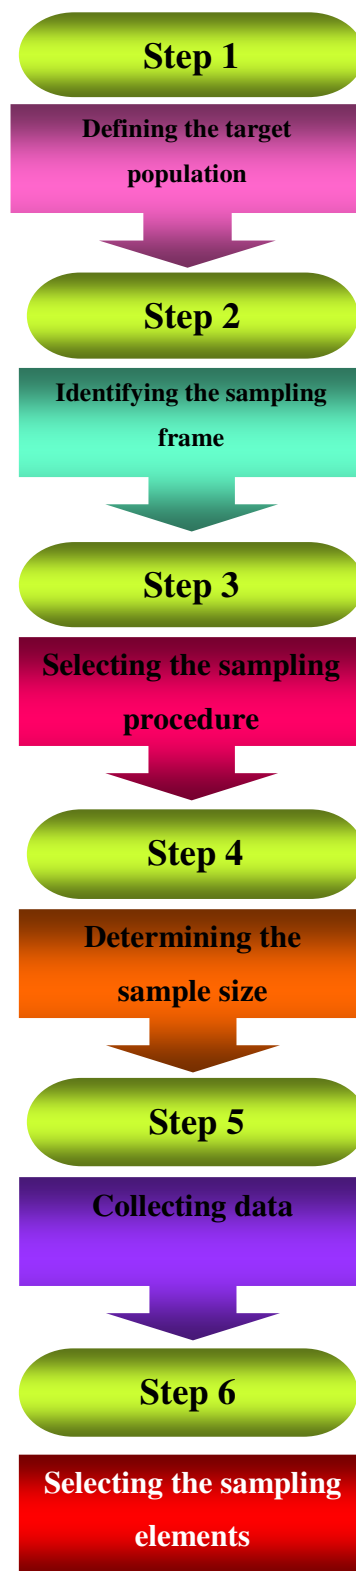 Step 1
Defining the target
population
Step 2
Identifying the sampling
frame
Step 3
Selecting the sampling
procedure
Step 4
Determining the
sample size
Step 5
Collecting data
Step 6
Selecting the sampling
elements